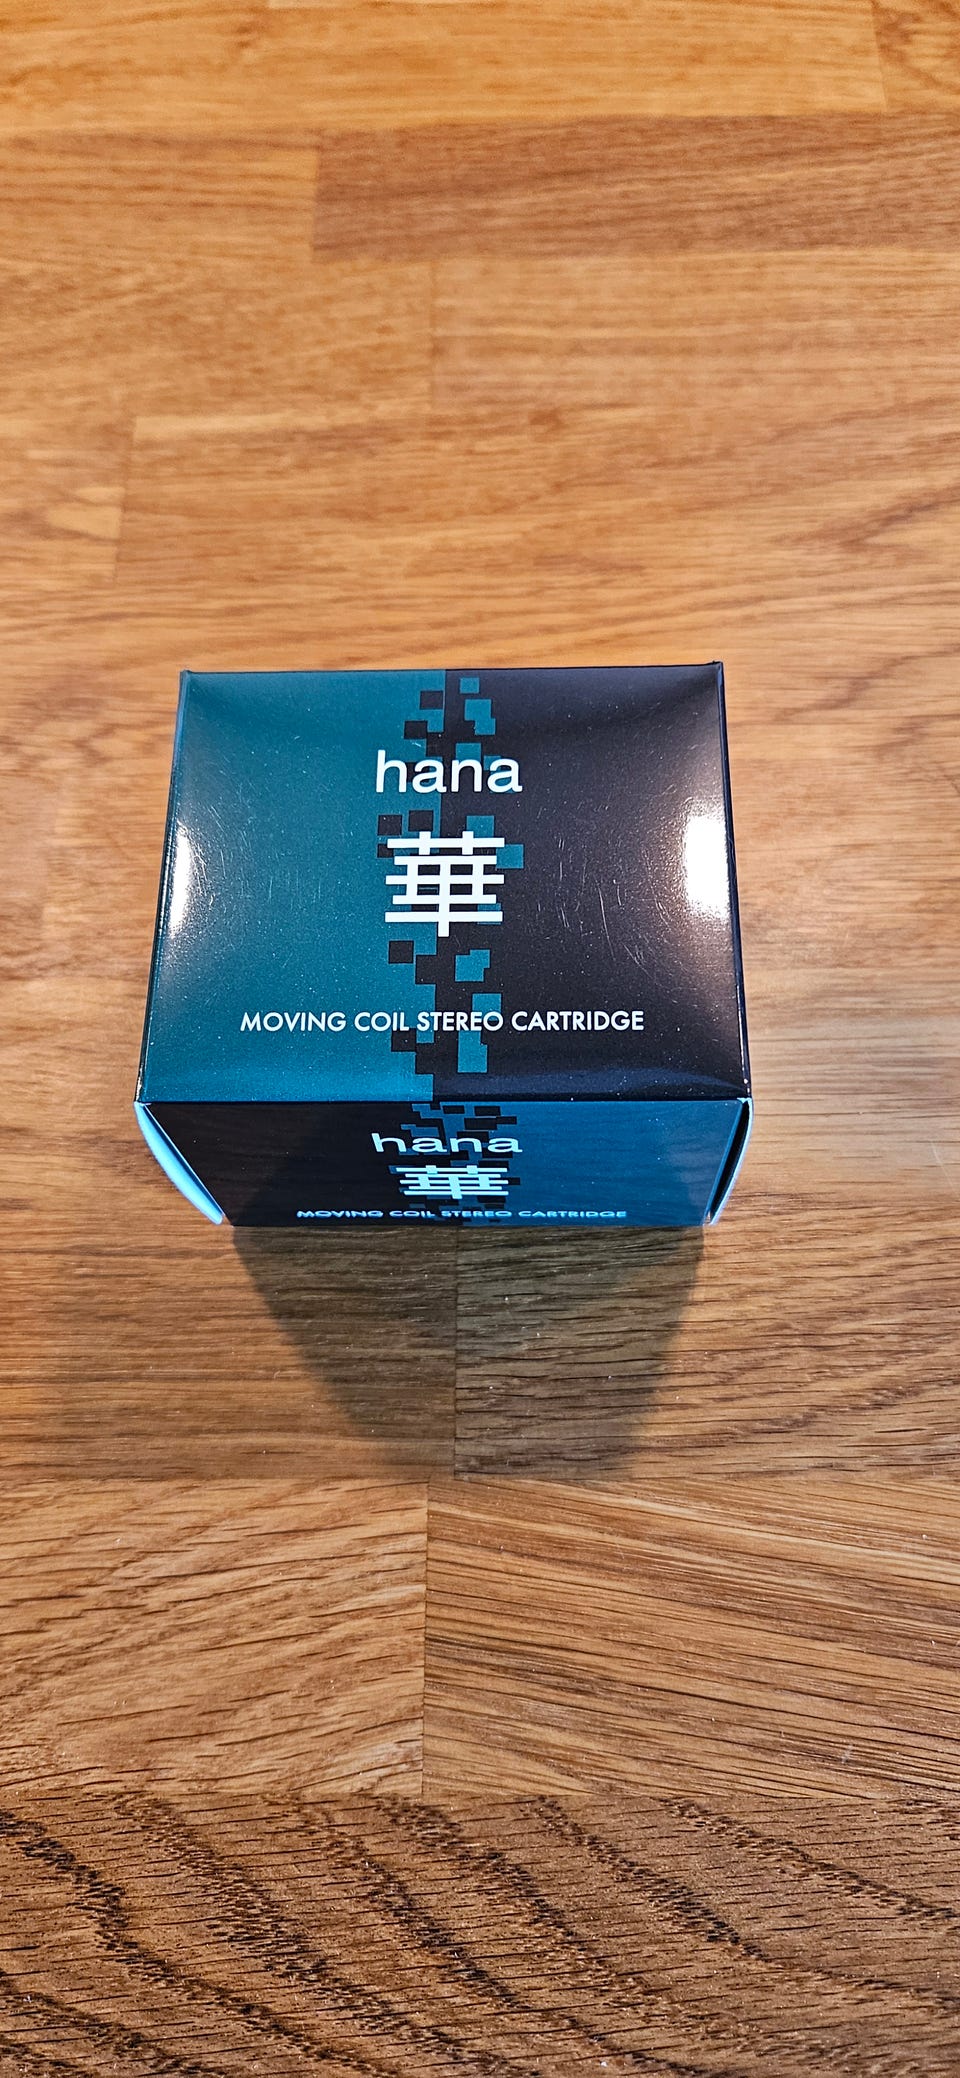 hana
華
MOVING COIL STEREO CARTRIDGE
hana
華
MOVING COIL STEREO CARTRIDGE